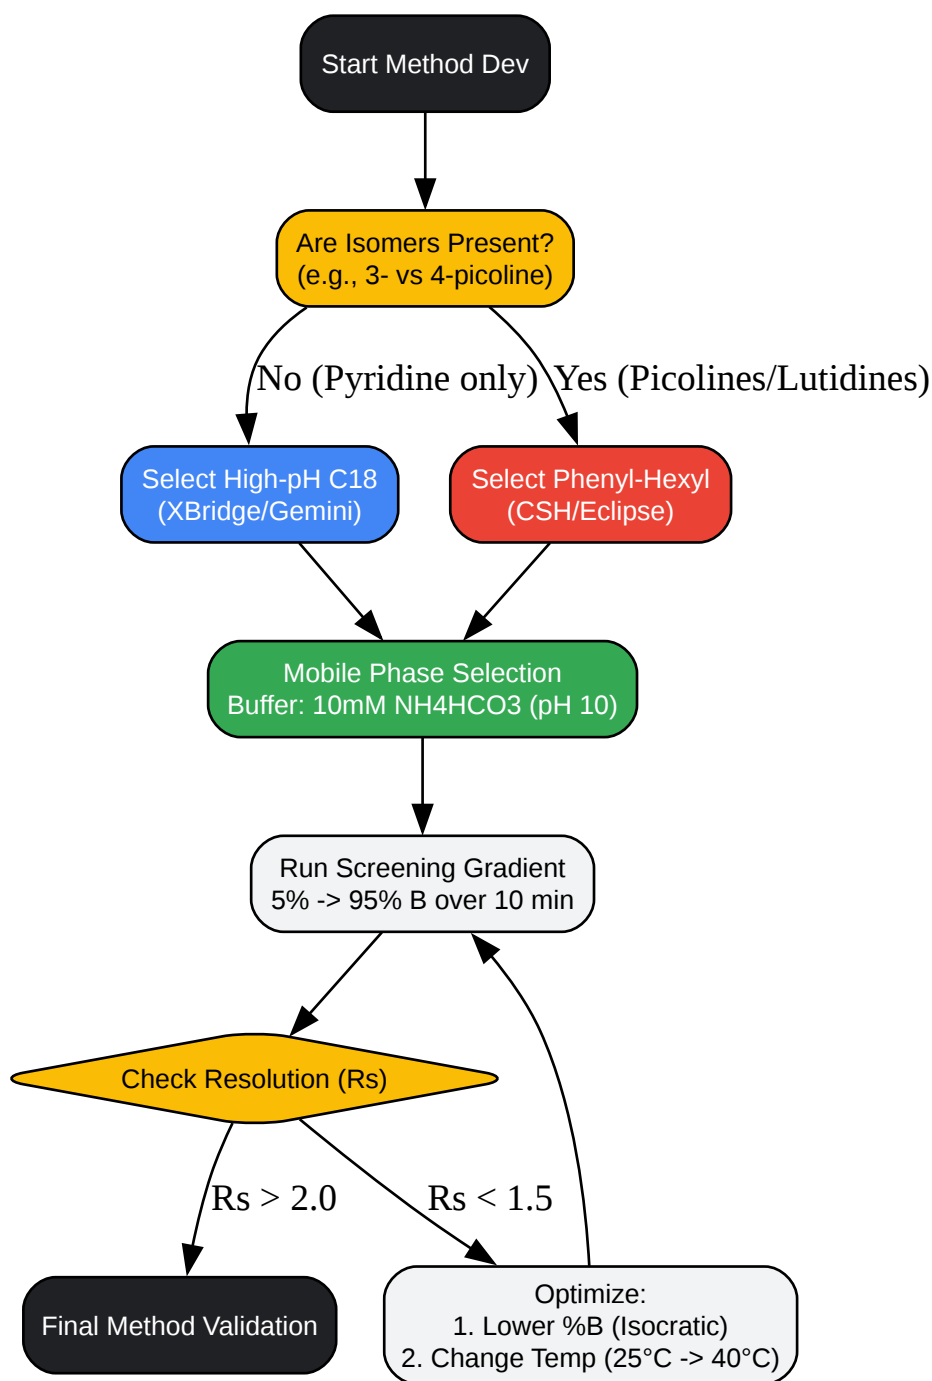 Start Method Dev
Are Isomers Present?
(e.g., 3- vs 4-picoline)
No (Pyridine only)
Yes (Picolines/Lutidines)
Select High-pH C18
(XBridge/Gemini)
Select Phenyl-Hexyl
(CSH/Eclipse)
Mobile Phase Selection
Buffer: 10mM NH4HCO3 (pH 10)
Run Screening Gradient
5% -> 95% B over 10 min
Check Resolution (Rs)
Rs > 2.0
Rs < 1.5
Final Method Validation
Optimize:
1. Lower %B (Isocratic)
2. Change Temp (25°C -> 40°C)